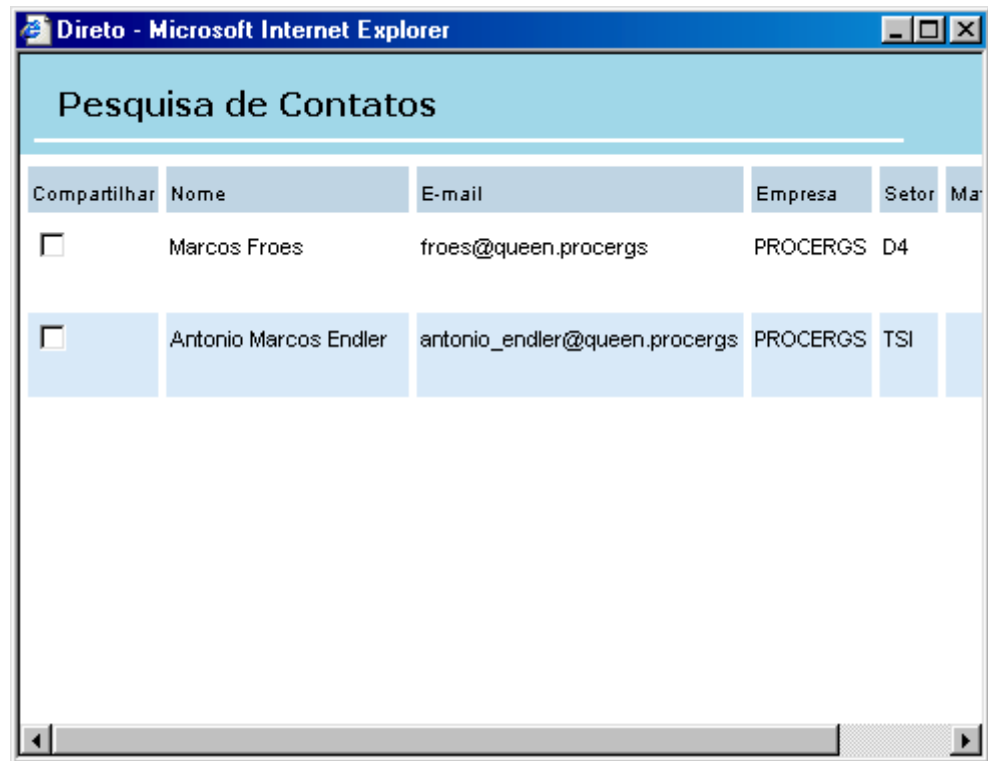 Direto - Microsoft Internet Explorer
Pesquisa de Contatos
Compartilhar Nome E-mail Empresa Setor
Marcos Froes froes@queen.procergs PROCERGS D4
Antonio Marcos Endler antonio_endler@queen.procergs PROCERGS TSI